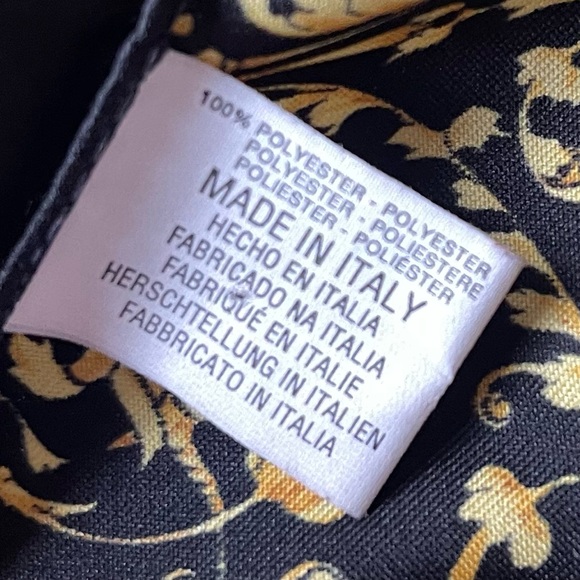 100% POLYESTER - POLYESTER
POLYESTER - POLIESTERE
POLIESTER - POLIÉSTER
MADE IN ITALY
HECHO EN ITALIA
FABRICADO NA ITALIA
FABRIQUÉ EN ITALIE
HERSCHTELLUNG IN ITALIEN
FABBRICATO IN ITALIA